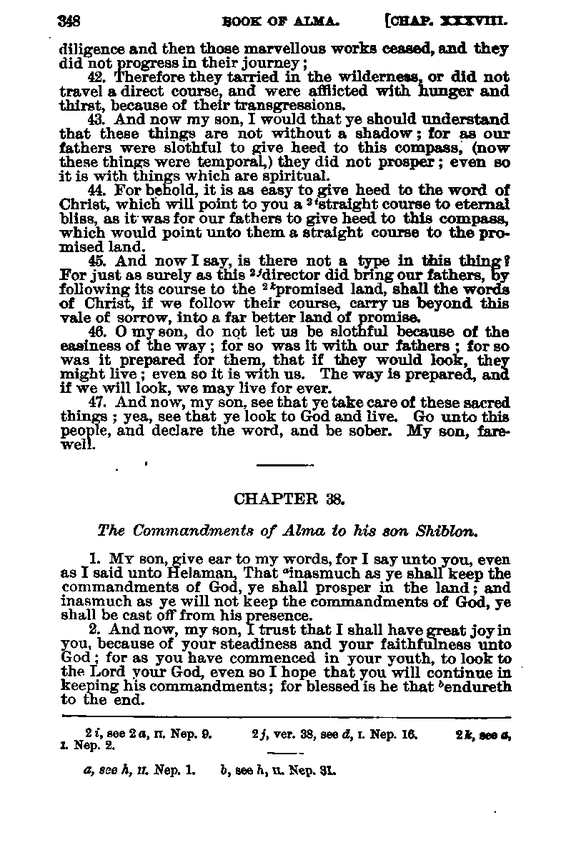 348 BOOK OF ALMA. [CHAP. XXXVIII.
diligence and then those marvellous works ceased, and they
did not progress in their journey;
42. Therefore they tarried in the wilderness, or did not
travel a direct course, and were afflicted with hunger and
thirst, because of their transgressions.
43. And now my son, I would that ye should understand
that these things are not without a shadow; for as our
fathers were slothful to give heed to this compass, (now
these things were temporal,) they did not prosper; even so
it is with things which are spiritual.
44. For behold, it is as easy to give heed to the word of
Christ, which will point to you a ²ⁱstraight course to eternal
bliss, as it was for our fathers to give heed to this compass,
which would point unto them a straight course to the pro-
mised land.
45. And now I say, is there not a type in this thing?
For just as surely as this ²ʲdirector did bring our fathers, by
following its course to the ²ᵏpromised land, shall the words
of Christ, if we follow their course, carry us beyond this
vale of sorrow, into a far better land of promise.
46. O my son, do not let us be slothful because of the
easiness of the way; for so was it with our fathers; for so
was it prepared for them, that if they would look, they
might live; even so it is with us. The way is prepared, and
if we will look, we may live for ever.
47. And now, my son, see that ye take care of these sacred
things; yea, see that ye look to God and live. Go unto this
people, and declare the word, and be sober. My son, fare-
well.
CHAPTER 38.
The Commandments of Alma to his son Shiblon.
1. MY son, give ear to my words, for I say unto you, even
as I said unto Helaman, That ᵃinasmuch as ye shall keep the
commandments of God, ye shall prosper in the land; and
inasmuch as ye will not keep the commandments of God, ye
shall be cast off from his presence.
2. And now, my son, I trust that I shall have great joy in
you, because of your steadiness and your faithfulness unto
God; for as you have commenced in your youth, to look to
the Lord your God, even so I hope that you will continue in
keeping his commandments; for blessed is he that ᵇendureth
to the end.
2 i, see 2 a, II. Nep. 9. 2 j, ver. 38, see d, I. Nep. 16. 2 k, see a,
I. Nep. 2.
a, see h, II. Nep. 1. b, see h, II. Nep. 31.